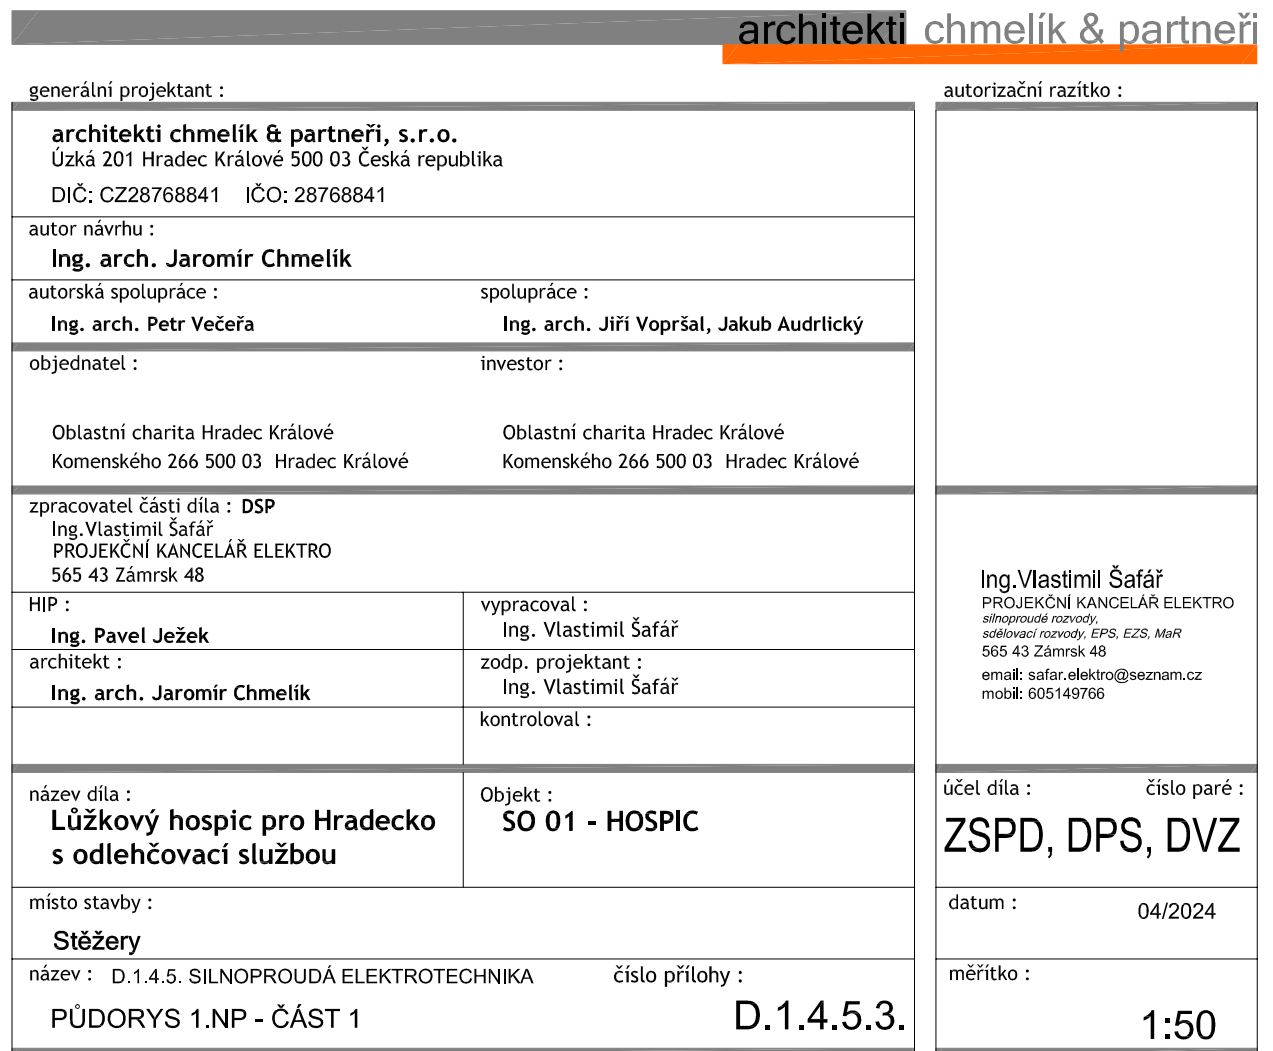 architekti chmelík & partneři
generální projektant :
architekti chmelík & partneři, s.r.o.
Úzká 201 Hradec Králové 500 03 Česká republika
DIČ: CZ28768841 IČO: 28768841
autor návrhu :
Ing. arch. Jaromír Chmelík
autorská spolupráce :
Ing. arch. Petr Večeřa
spolupráce :
Ing. arch. Jiří Vopršal, Jakub Audrlický
objednatel :
Oblastní charita Hradec Králové
Komenského 266 500 03 Hradec Králové
investor :
Oblastní charita Hradec Králové
Komenského 266 500 03 Hradec Králové
zpracovatel části díla : DSP
Ing.Vlastimil Šafář
PROJEKČNÍ KANCELÁŘ ELEKTRO
565 43 Zámrsk 48
HIP :
Ing. Pavel Ježek
vypracoval :
Ing. Vlastimil Šafář
architekt :
Ing. arch. Jaromír Chmelík
zodp. projektant :
Ing. Vlastimil Šafář
kontroloval :
název díla :
Lůžkový hospic pro Hradecko
s odlehčovací službou
Objekt :
SO 01 - HOSPIC
místo stavby :
Stěžery
název : D.1.4.5. SILNOPROUDÁ ELEKTROTECHNIKA
PŮDORYS 1.NP - ČÁST 1
číslo přílohy :
D.1.4.5.3.
autorizační razítko :
Ing.Vlastimil Šafář
PROJEKČNÍ KANCELÁŘ ELEKTRO
silnoproudé rozvody,
sdělovací rozvody, EPS, EZS, MaR
565 43 Zámrsk 48
email: safar.elektro@seznam.cz
mobil: 605149766
účel díla : číslo paré :
ZSPD, DPS, DVZ
datum :
04/2024
měřítko :
1:50